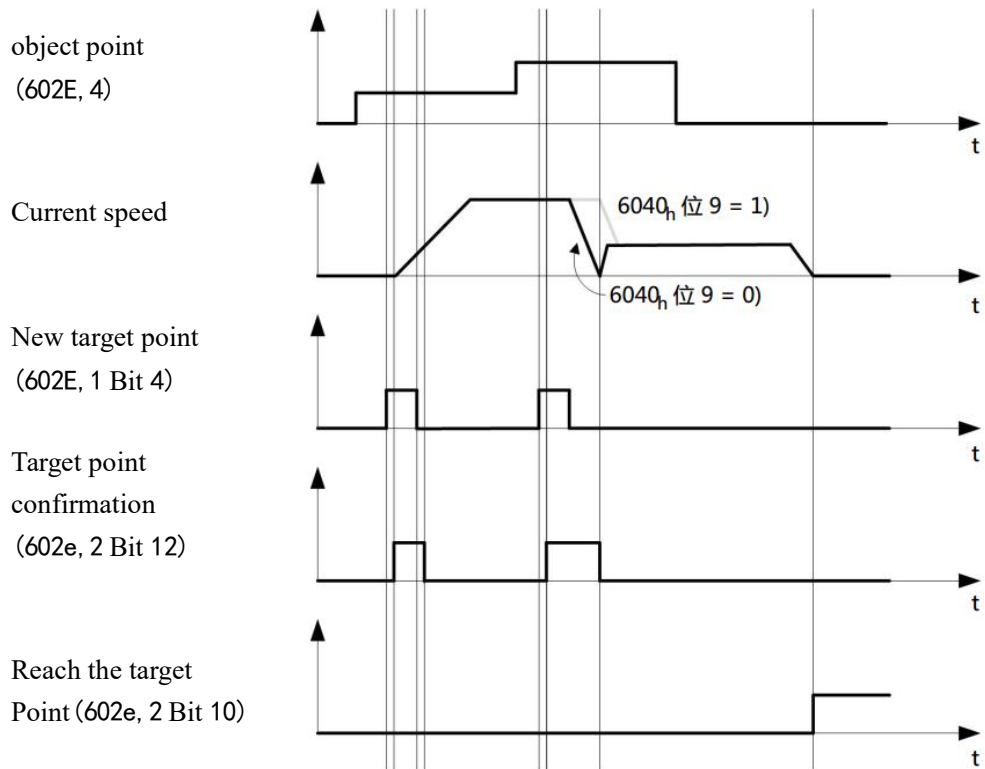 object point
(602E, 4)
t
Current speed
6040h 位 9 = 1)
6040h 位 9 = 0)
t
New target point
(602E, 1 Bit 4)
t
Target point
confirmation
(602e, 2 Bit 12)
t
Reach the target
Point (602e, 2 Bit 10)
t